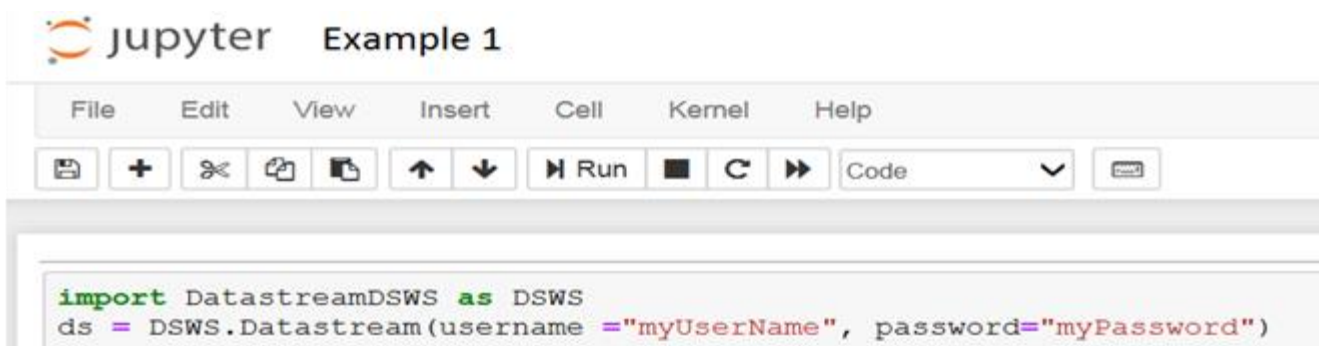 jupyter Example 1
File Edit View Insert Cell Kernel Help
Run Code
import DatastreamDSWS as DSWS
ds = DSWS.Datastream(username ="myUserName", password="myPassword")